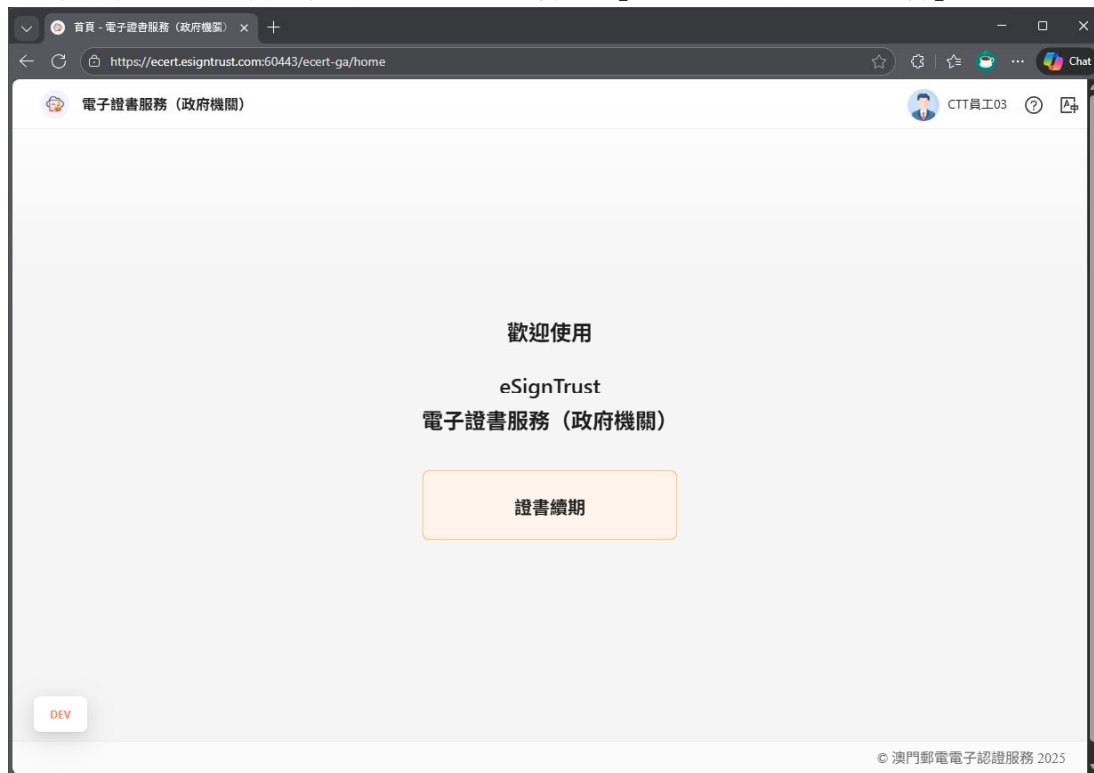 首頁 - 電子證書服務（政府機關）
https://ecert.esigntrust.com:60443/ecert-ga/home
Chat
電子證書服務（政府機關）
CTT員工03
歡迎使用
eSignTrust
電子證書服務（政府機關）
證書續期
DEV
© 澳門郵電電子認證服務 2025